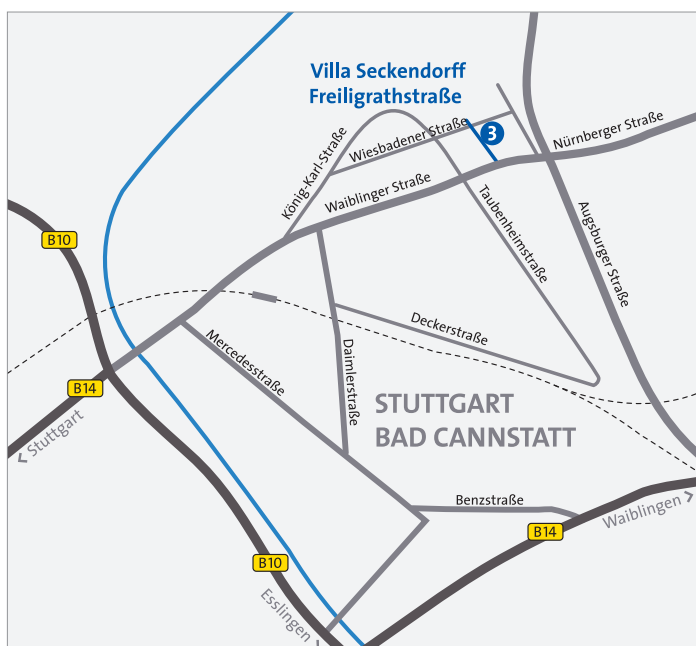 Villa Seckendorff
Freiligrathstraße
3
König-Karl-Straße
Wiesbadener Straße
Nürnberger Straße
Waiblinger Straße
Taubenheimstraße
Augsburger Straße
B10
Deckerstraße
Mercedesstraße
Daimlerstraße
B14
< Stuttgart
STUTTGART
BAD CANNSTATT
Benzstraße
Waiblingen >
B14
B10
Esslingen >